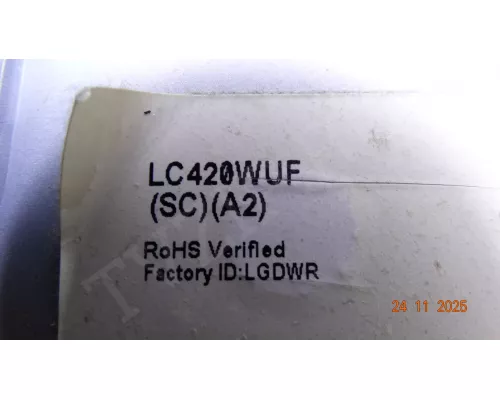 LC420WUF
(SC)(A2)
RoHS Verified
Factory ID:LGDWR
24 11 2025